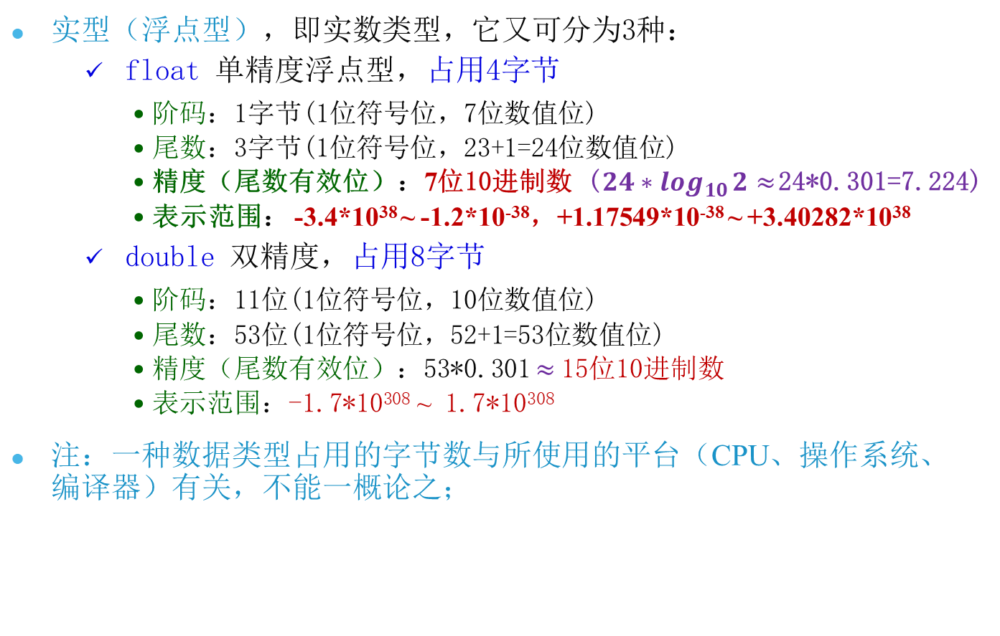 • 实型（浮点型），即实数类型，它又可分为3种：
✓ float 单精度浮点型，占用4字节
• 阶码：1字节(1位符号位，7位数值位)
• 尾数：3字节(1位符号位，23+1=24位数值位)
• 精度（尾数有效位）：7位10进制数（24 * log₁₀ 2 ≈24*0.301=7.224）
• 表示范围：-3.4*10³⁸~ -1.2*10⁻³⁸，+1.17549*10⁻³⁸~ +3.40282*10³⁸
✓ double 双精度，占用8字节
• 阶码：11位(1位符号位，10位数值位)
• 尾数：53位(1位符号位，52+1=53位数值位)
• 精度（尾数有效位）：53*0.301 ≈ 15位10进制数
• 表示范围：-1.7*10³⁰⁸ ~ 1.7*10³⁰⁸
• 注：一种数据类型占用的字节数与所使用的平台（CPU、操作系统、
编译器）有关，不能一概论之；